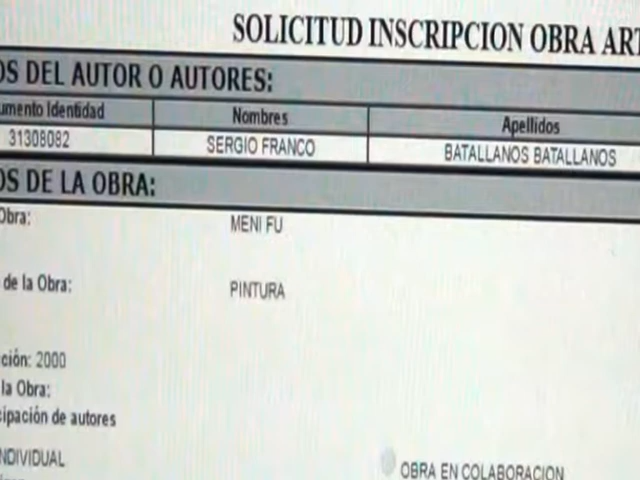 SOLICITUD INSCRIPCION OBRA ART
OS DEL AUTOR O AUTORES:
umento Identidad Nombres Apellidos
31308082 SERGIO FRANCO BATALLANOS BATALLANOS
OS DE LA OBRA:
Obra: MENI FU
de la Obra: PINTURA
ción: 2000
la Obra:
cipación de autores
NDIVIDUAL OBRA EN COLABORACION